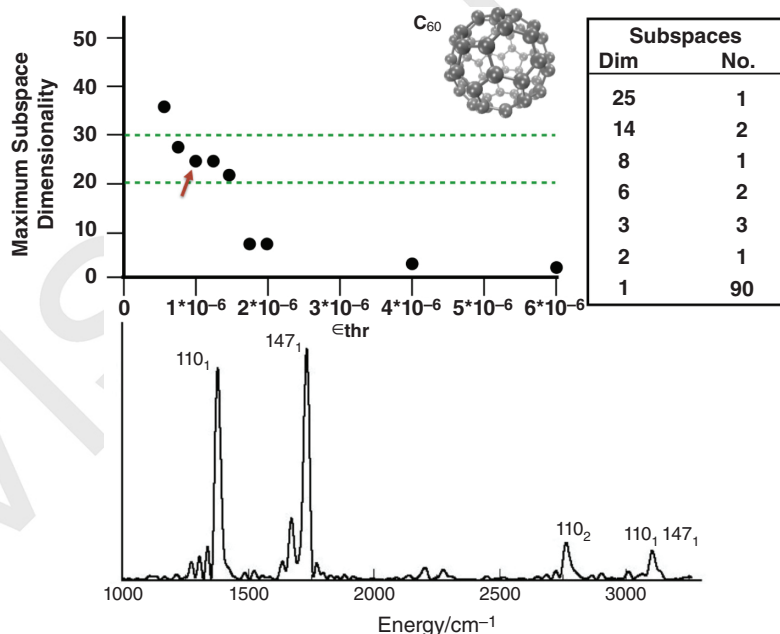 C₆₀
Maximum Subspace
Dimensionality
50
40
30
20
10
0
0 1*10⁻⁶ 2*10⁻⁶ 3*10⁻⁶ 4*10⁻⁶ 5*10⁻⁶ 6*10⁻⁶
∈thr
Subspaces
Dim No.
25 1
14 2
8 1
6 2
3 3
2 1
1 90
110₁
147₁
110₂
110₁ 147₁
1000 1500 2000 2500 3000
Energy/cm⁻¹